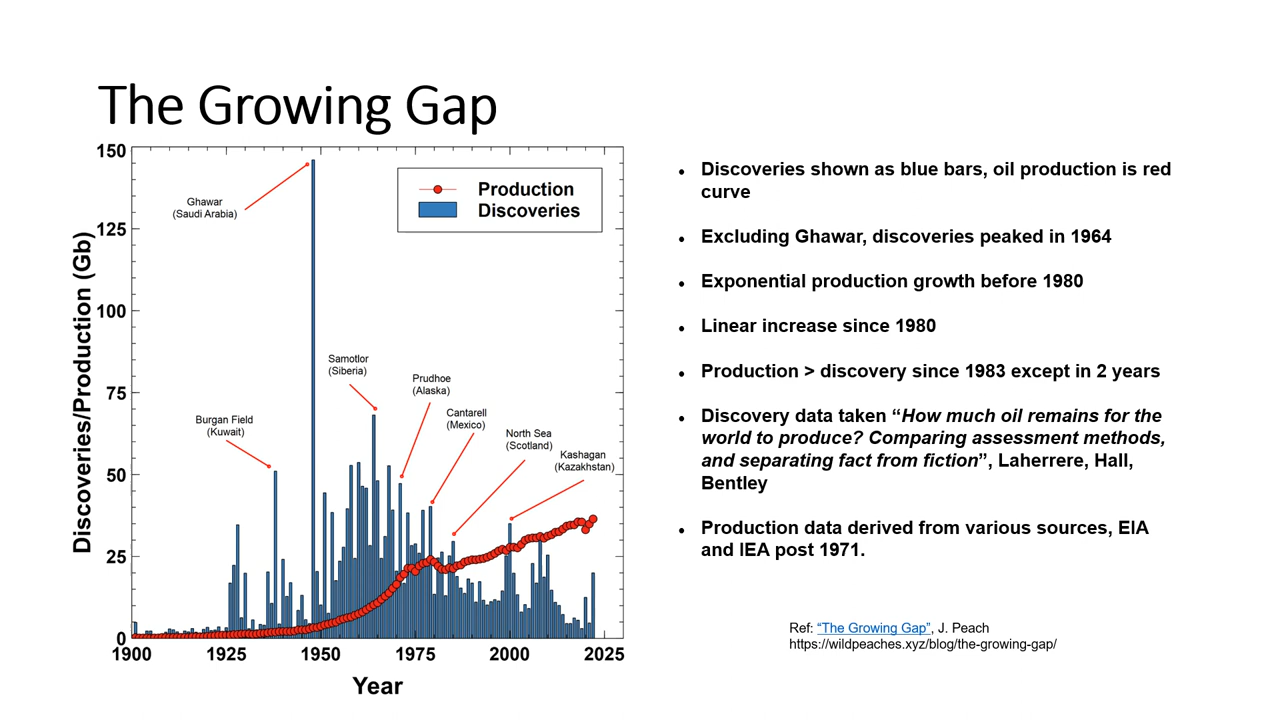 The Growing Gap
150
125
100
75
50
25
0
1900
1925
1950
1975
2000
2025
Discoveries/Production (Gb)
Year
Production
Discoveries
Ghawar
(Saudi Arabia)
Burgan Field
(Kuwait)
Samotlor
(Siberia)
Prudhoe
(Alaska)
Cantarell
(Mexico)
North Sea
(Scotland)
Kashagan
(Kazakhstan)
• Discoveries shown as blue bars, oil production is red
curve
• Excluding Ghawar, discoveries peaked in 1964
• Exponential production growth before 1980
• Linear increase since 1980
• Production > discovery since 1983 except in 2 years
• Discovery data taken “How much oil remains for the
world to produce? Comparing assessment methods,
and separating fact from fiction”, Laherrere, Hall,
Bentley
• Production data derived from various sources, EIA
and IEA post 1971.
Ref: “The Growing Gap”, J. Peach
https://wildpeaches.xyz/blog/the-growing-gap/